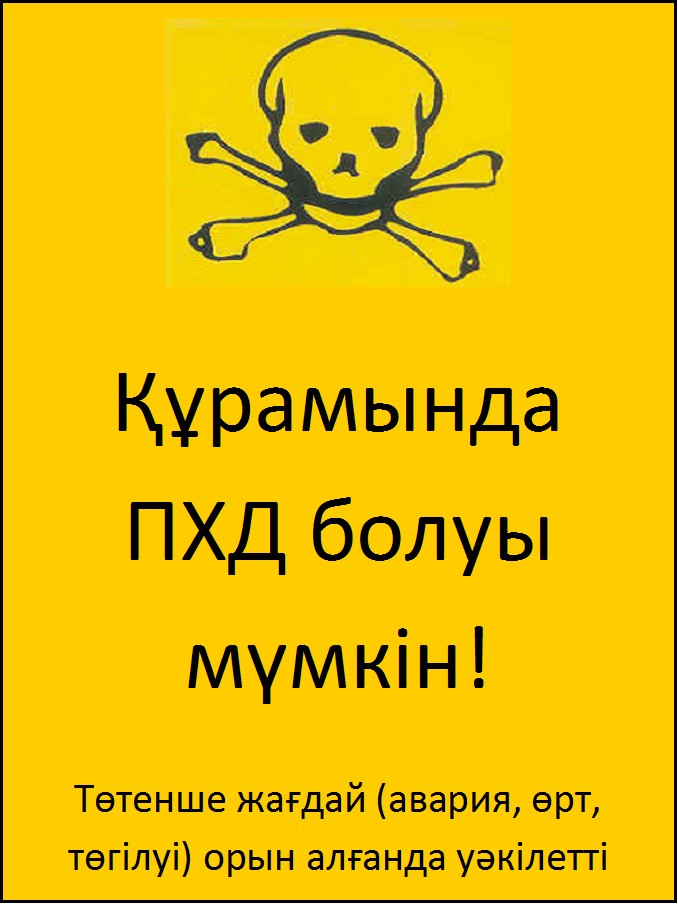 Құрамында
ПХД болуы
мүмкін!
Төтенше жағдай (авария, өрт,
төгілуі) орын алғанда уәкілетті